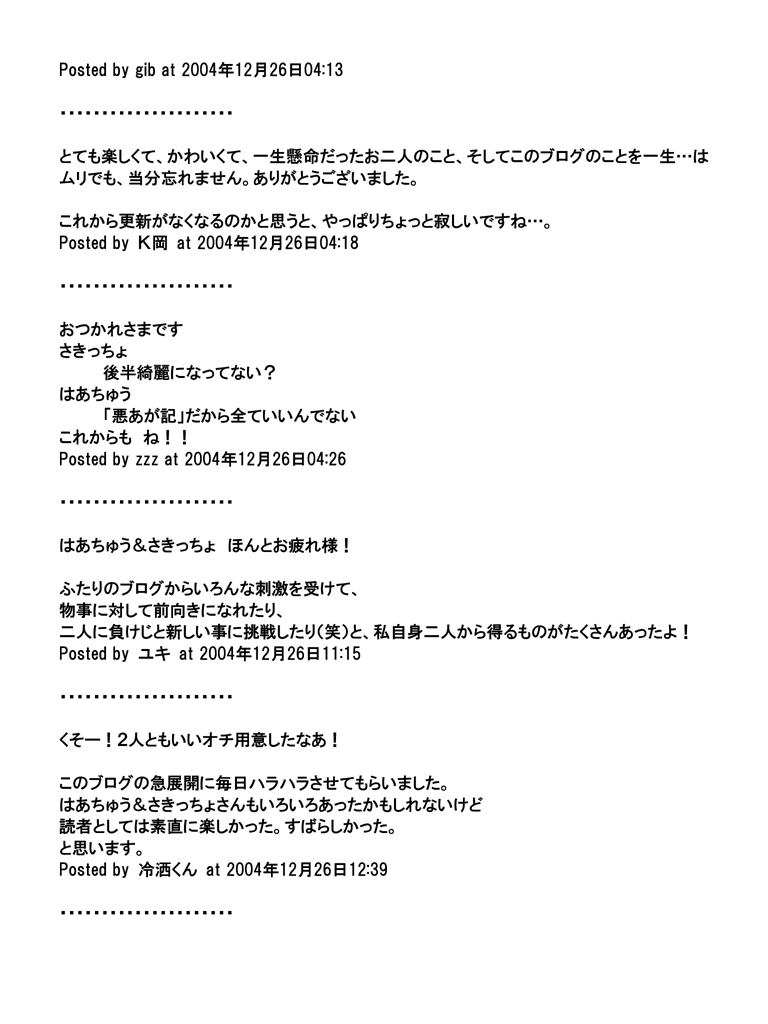 Posted by gib at 2004年12月26日04:13
・・・・・・・・・・・・・・・・・・・・・
とても楽しくて、かわいくて、一生懸命だったお二人のこと、そしてこのブログのことを一生…は
ムリでも、当分忘れません。ありがとうございました。
これから更新がなくなるのかと思うと、やっぱりちょっと寂しいですね…。
Posted by Ｋ岡 at 2004年12月26日04:18
・・・・・・・・・・・・・・・・・・・・・
おつかれさまです
さきっちょ
後半綺麗になってない？
はあちゅう
「悪あが記」だから全ていいんでない
これからも　ね！！
Posted by zzz at 2004年12月26日04:26
・・・・・・・・・・・・・・・・・・・・・
はあちゅう＆さきっちょ　ほんとお疲れ様！
ふたりのブログからいろんな刺激を受けて、
物事に対して前向きになれたり、
二人に負けじと新しい事に挑戦したり（笑）と、私自身二人から得るものがたくさんあったよ！
Posted by ユキ at 2004年12月26日11:15
・・・・・・・・・・・・・・・・・・・・・
くそー！２人ともいいオチ用意したなあ！
このブログの急展開に毎日ハラハラさせてもらいました。
はあちゅう＆さきっちょさんもいろいろあったかもしれないけど
読者としては素直に楽しかった。すばらしかった。
と思います。
Posted by 冷洒くん at 2004年12月26日12:39
・・・・・・・・・・・・・・・・・・・・・